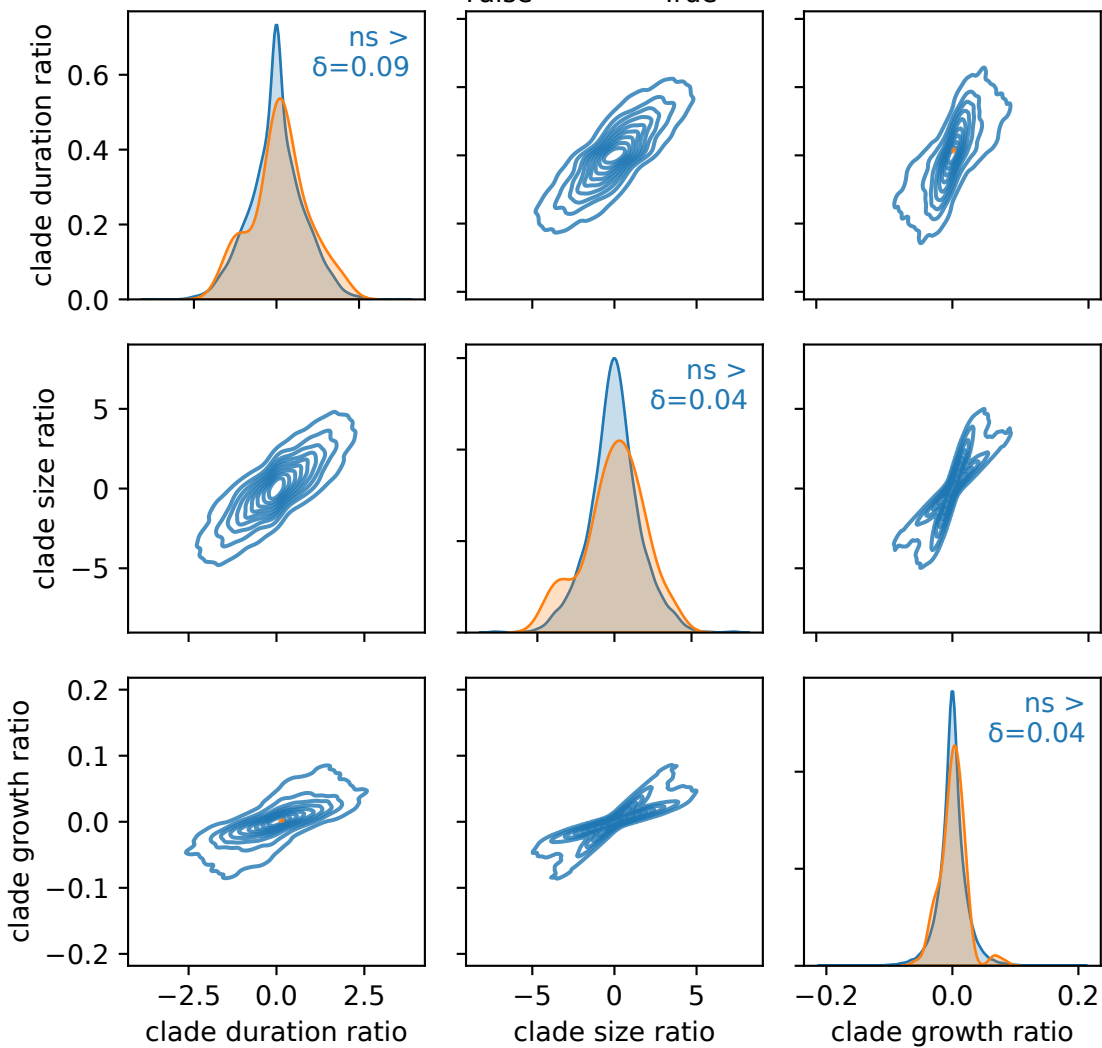 False True
clade duration ratio
0.6
0.4
0.2
0.0
ns >
δ=0.09
clade size ratio
5
0
−5
ns >
δ=0.04
clade growth ratio
0.2
0.1
0.0
−0.1
−0.2
ns >
δ=0.04
−2.5 0.0 2.5
−5 0 5
−0.2 0.0 0.2
clade duration ratio
clade size ratio
clade growth ratio